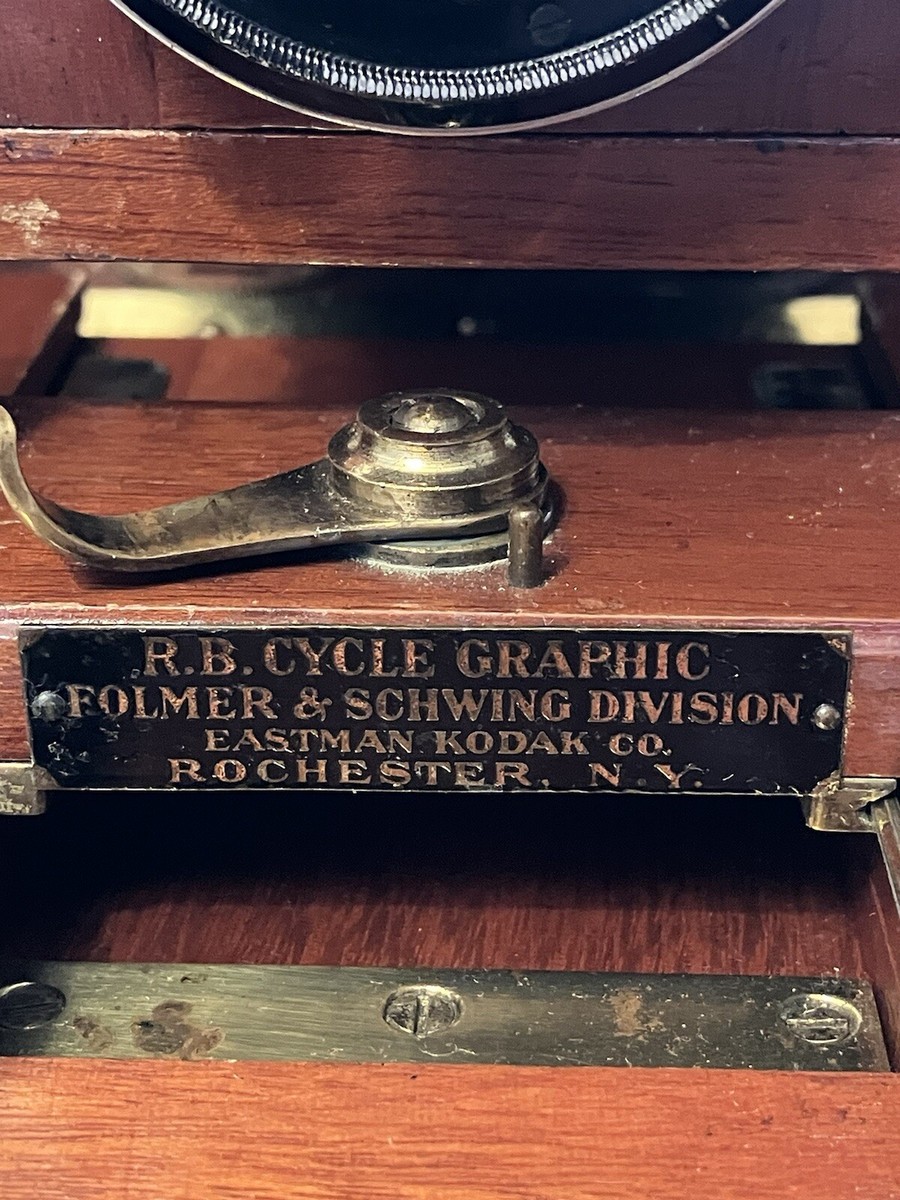 R.B. CYCLE GRAPHIC
FOLMER & SCHWING DIVISION
EASTMAN KODAK CO.
ROCHESTER, N.Y.